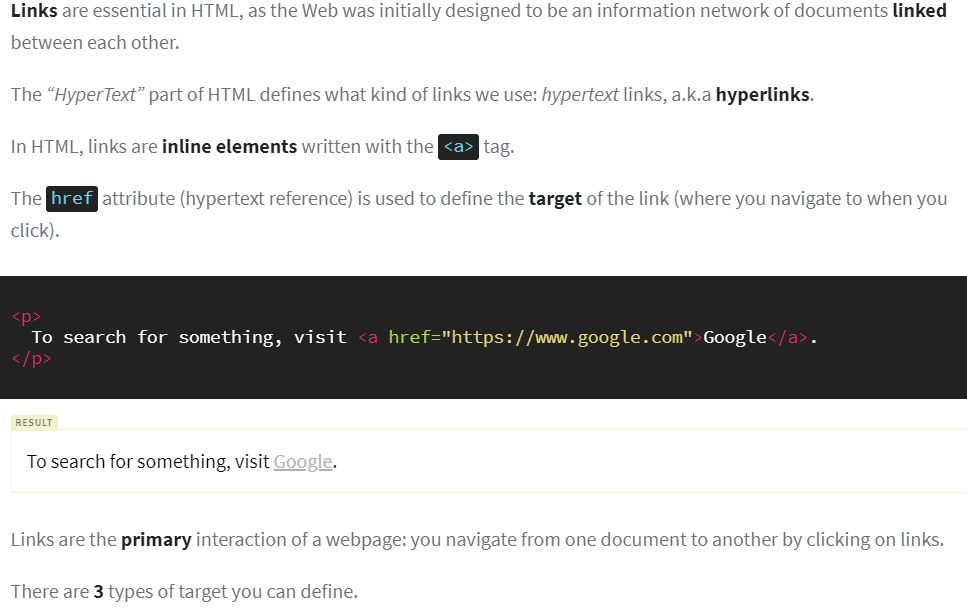 Links are essential in HTML, as the Web was initially designed to be an information network of documents linked
between each other.
The “HyperText” part of HTML defines what kind of links we use: hypertext links, a.k.a hyperlinks.
In HTML, links are inline elements written with the <a> tag.
The href attribute (hypertext reference) is used to define the target of the link (where you navigate to when you
click).
<p>
  To search for something, visit <a href="https://www.google.com">Google</a>.
</p>
RESULT
To search for something, visit Google.
Links are the primary interaction of a webpage: you navigate from one document to another by clicking on links.
There are 3 types of target you can define.